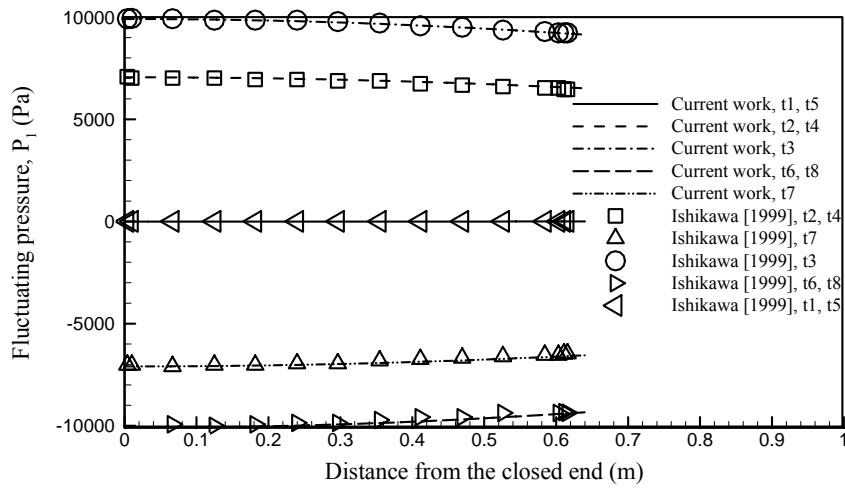 10000
5000
0
-5000
-10000
Fluctuating pressure, P1 (Pa)
Current work, t1, t5
Current work, t2, t4
Current work, t3
Current work, t6, t8
Current work, t7
Ishikawa [1999], t2, t4
Ishikawa [1999], t7
Ishikawa [1999], t3
Ishikawa [1999], t6, t8
Ishikawa [1999], t1, t5
0 0.1 0.2 0.3 0.4 0.5 0.6 0.7 0.8 0.9 1
Distance from the closed end (m)